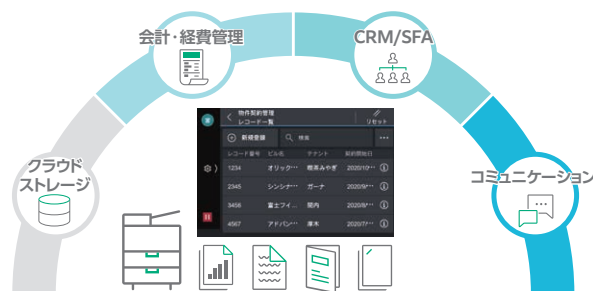 会計・経費管理
CRM/SFA
クラウド
ストレージ
コミュニケーション
物件契約管理
レコード一覧
リセット
新規登録
検索
レコード番号 ビル名 テナント 契約開始日
1234 オリック… 根茶みやぎ 2020/10…
2345 シンシナ… ガーナ 2020/9/…
3456 富士フイ… 関内 2020/8/…
4567 アドバン… 厚木 2020/7/…